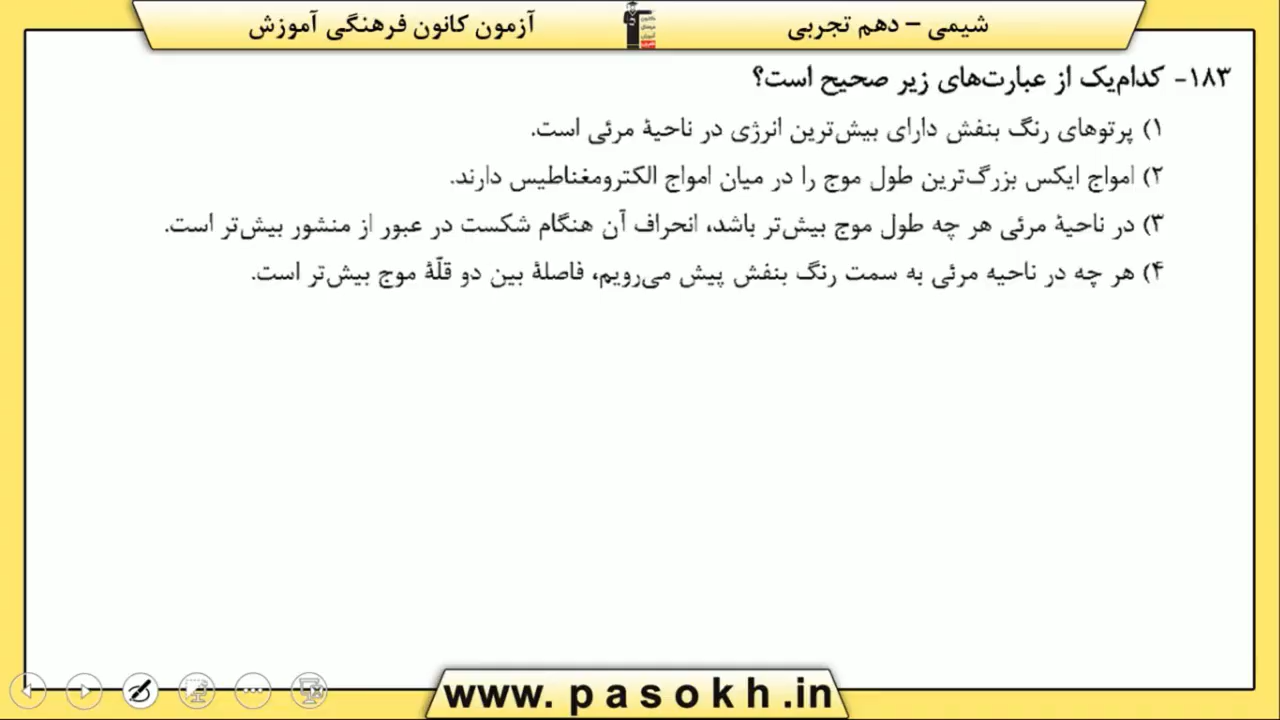 شیمی – دهم تجربی
آزمون کانون فرهنگی آموزش
۱۸۳- کدام‌یک از عبارت‌های زیر صحیح است؟
۱) پرتوهای رنگ بنفش دارای بیش‌ترین انرژی در ناحیهٔ مرئی است.
۲) امواج ایکس بزرگ‌ترین طول موج را در میان امواج الکترومغناطیس دارند.
۳) در ناحیهٔ مرئی هر چه طول موج بیش‌تر باشد، انحراف آن هنگام شکست در عبور از منشور بیش‌تر است.
۴) هر چه در ناحیه مرئی به سمت رنگ بنفش پیش می‌رویم، فاصلهٔ بین دو قلّهٔ موج بیش‌تر است.
www. p a s o k h .in